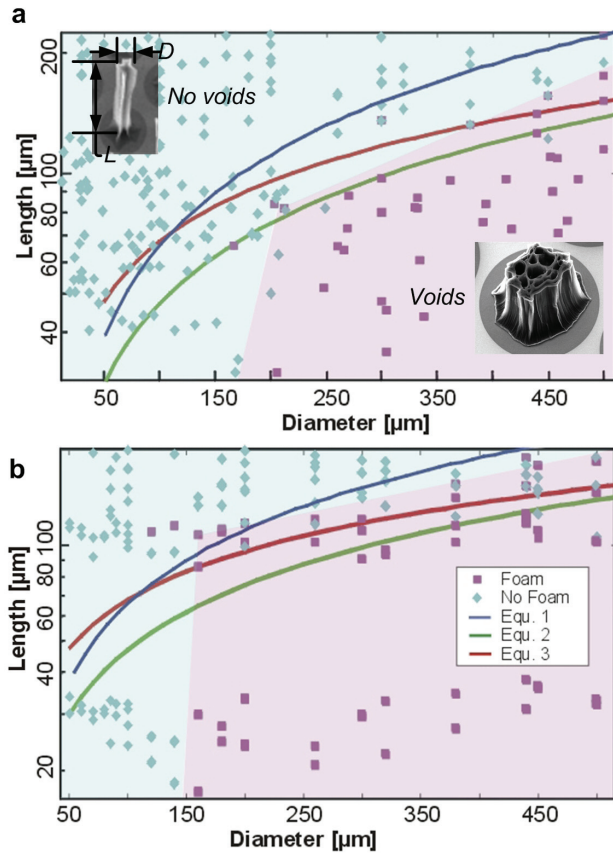 a
D
No voids
L
Voids
Length [µm]
200
100
80
60
40
50
150
250
350
450
Diameter [µm]
b
Length [µm]
100
80
60
40
20
Foam
No Foam
Equ. 1
Equ. 2
Equ. 3
50
150
250
350
450
Diameter [µm]